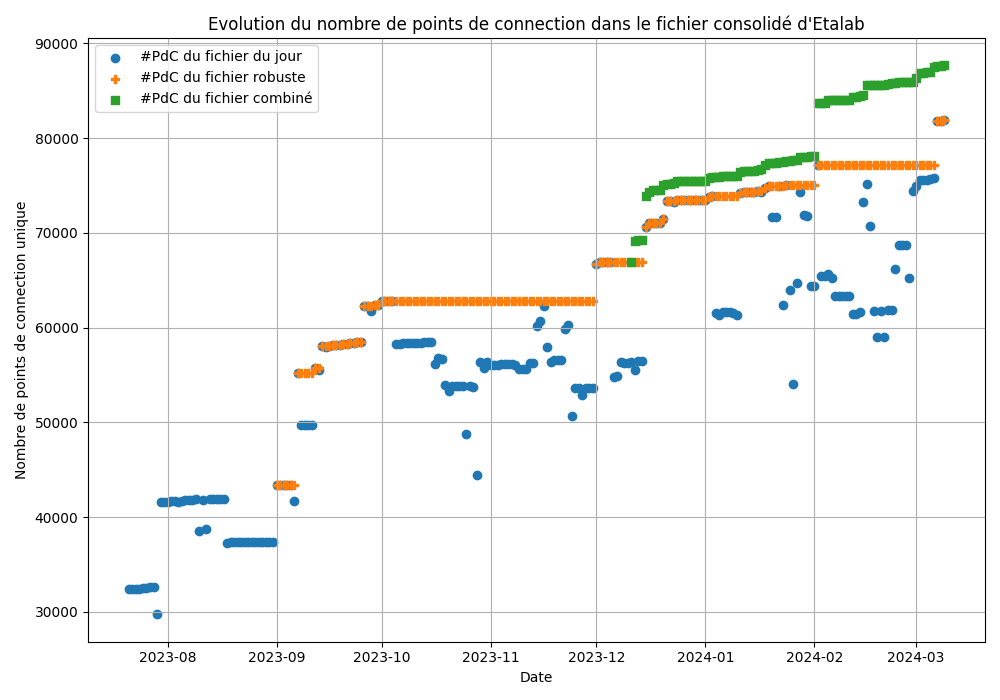 Evolution du nombre de points de connection dans le fichier consolidé d'Etalab
#PdC du fichier du jour
#PdC du fichier robuste
#PdC du fichier combiné
Nombre de points de connection unique
90000
80000
70000
60000
50000
40000
30000
2023-08
2023-09
2023-10
2023-11
2023-12
2024-01
2024-02
2024-03
Date